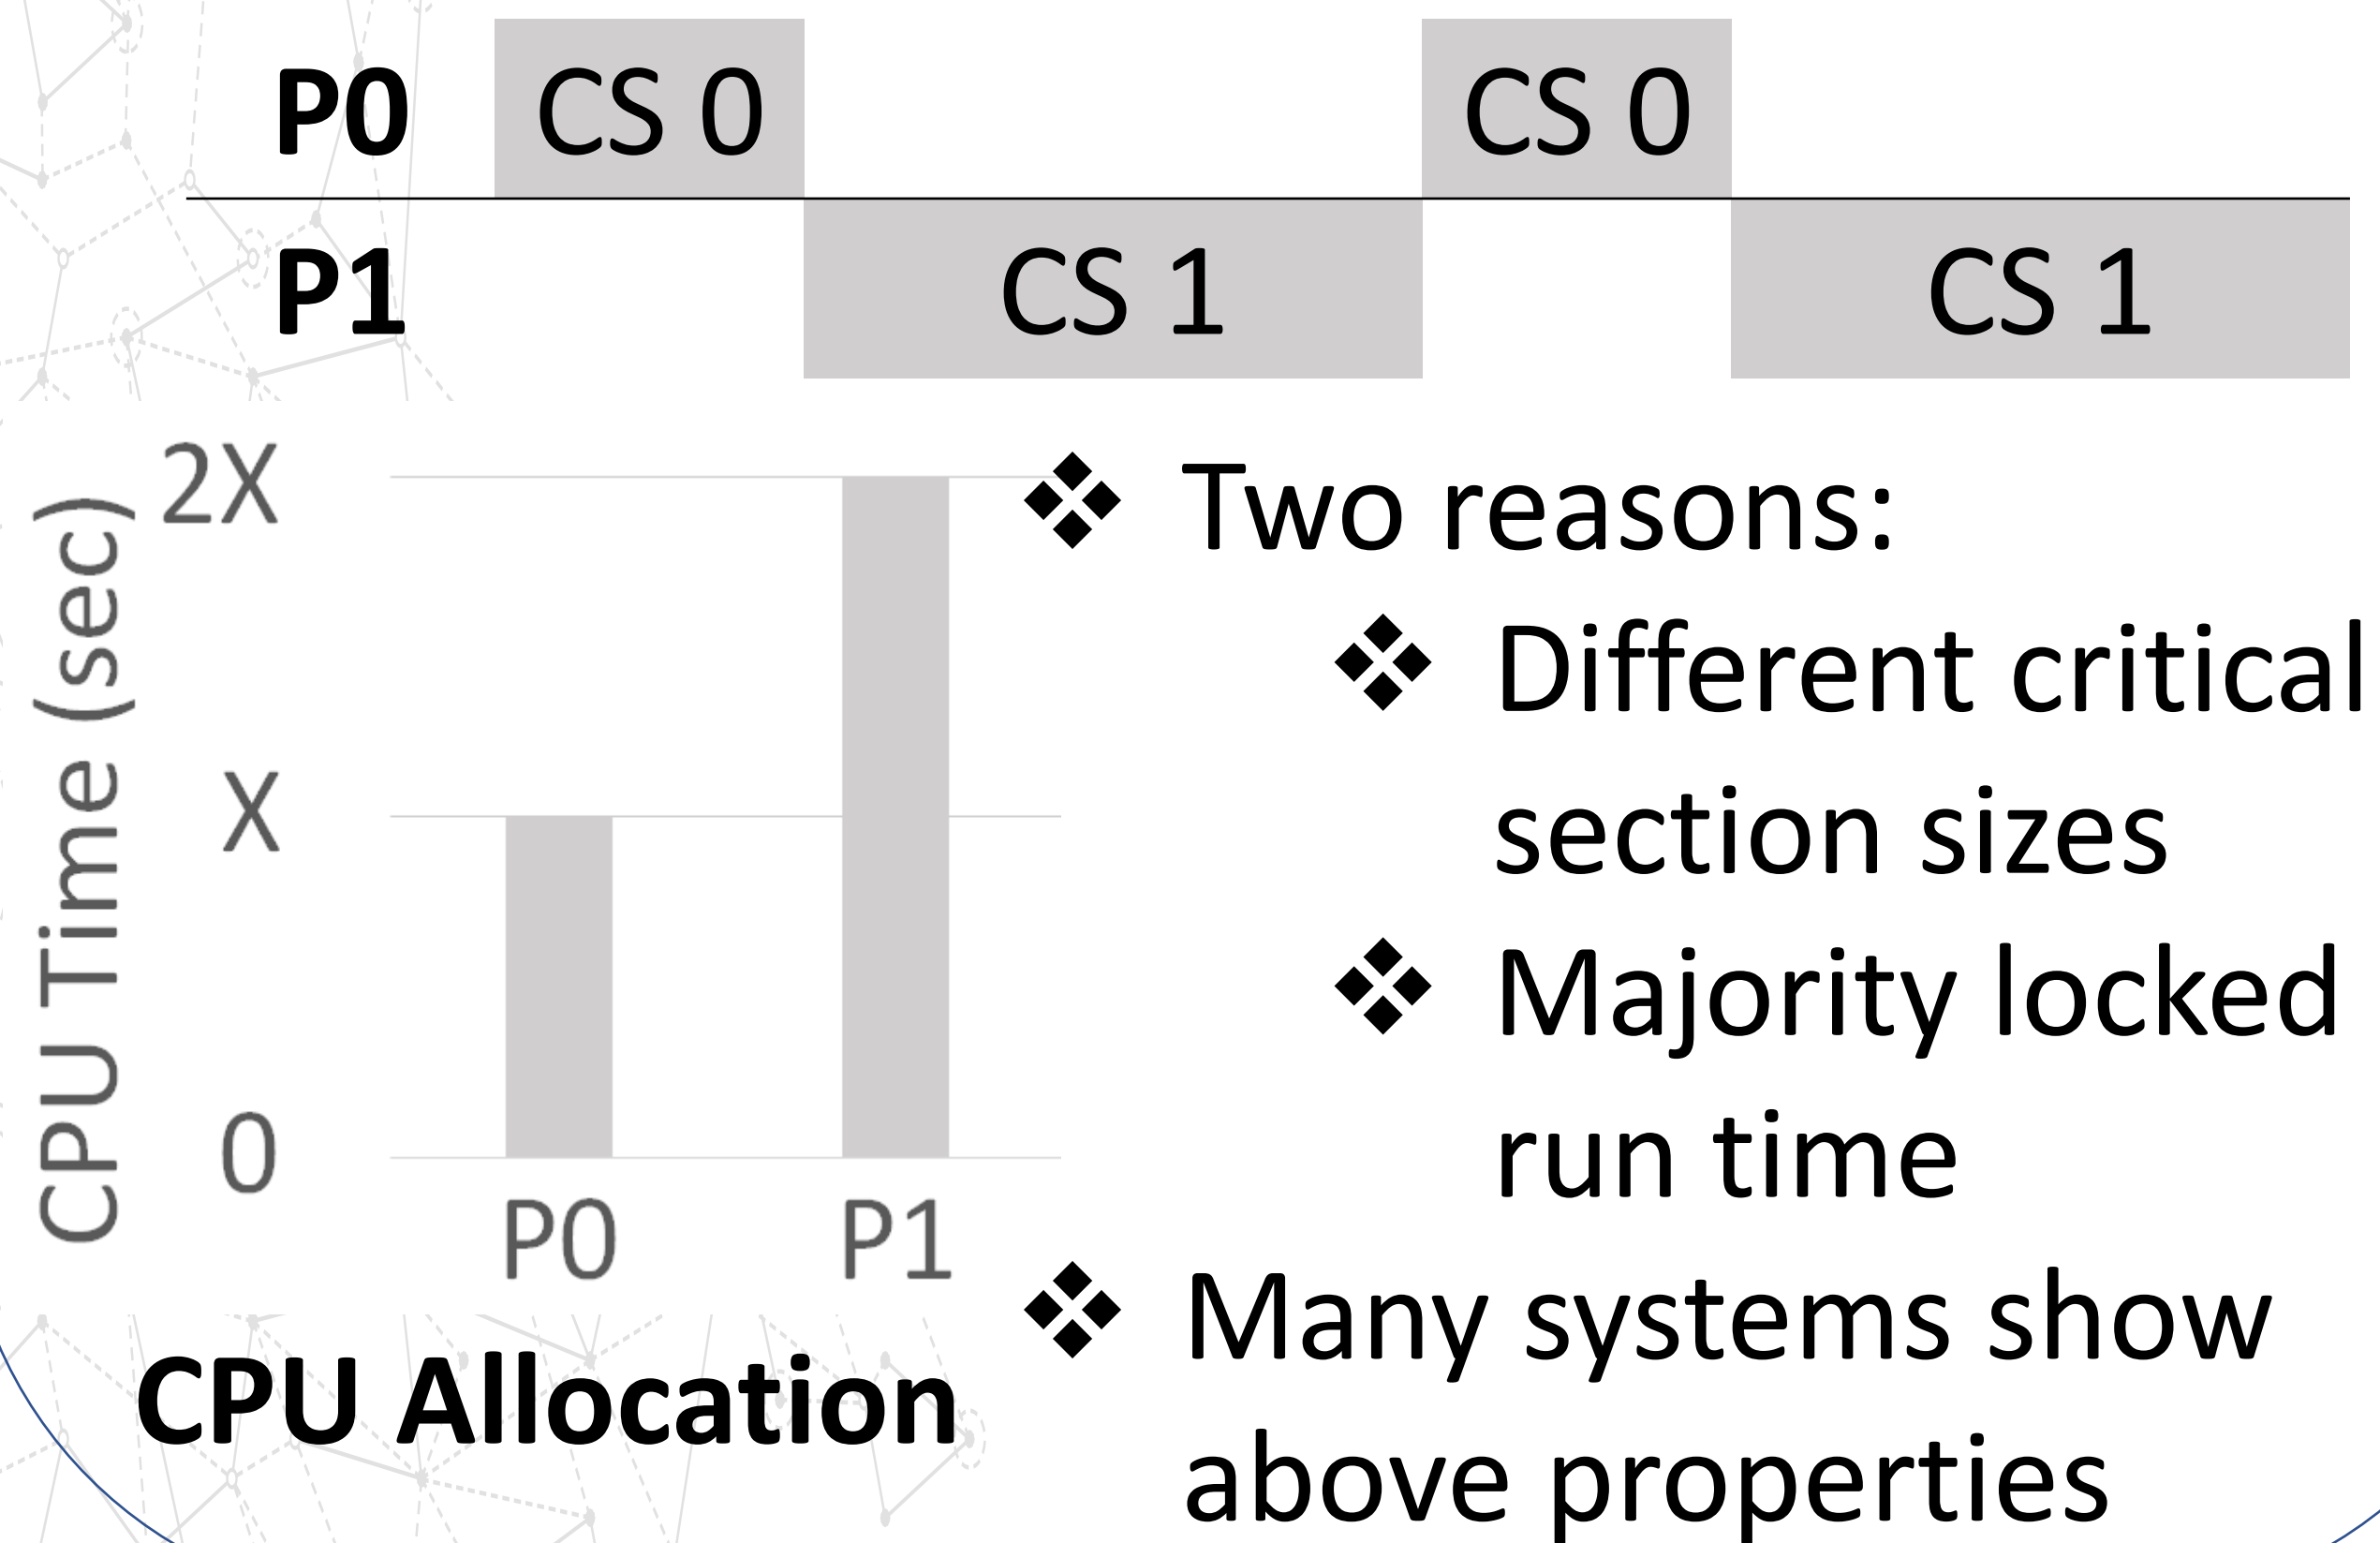 P0 CS 0 CS 0
P1 CS 1 CS 1
CPU Time (sec)
2X
X
0
P0 P1
CPU Allocation
❖ Two reasons:
❖ Different critical
section sizes
❖ Majority locked
run time
❖ Many systems show
above properties